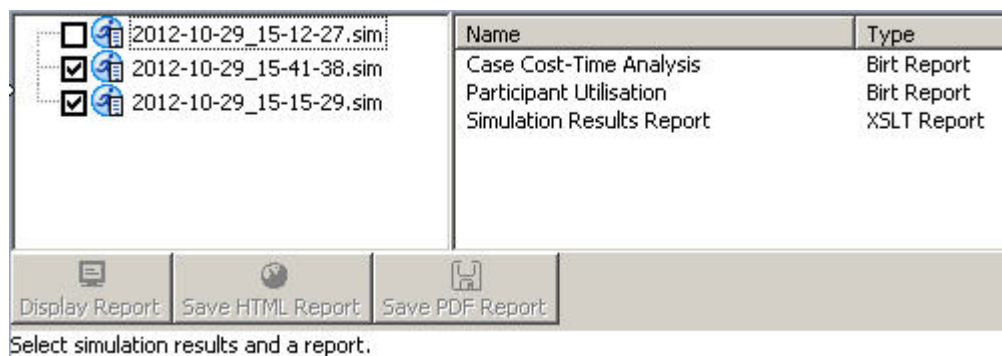 2012-10-29_15-12-27.sim
2012-10-29_15-41-38.sim
2012-10-29_15-15-29.sim
Name Type
Case Cost-Time Analysis Birt Report
Participant Utilisation Birt Report
Simulation Results Report XSLT Report
Display Report Save HTML Report Save PDF Report
Select simulation results and a report.